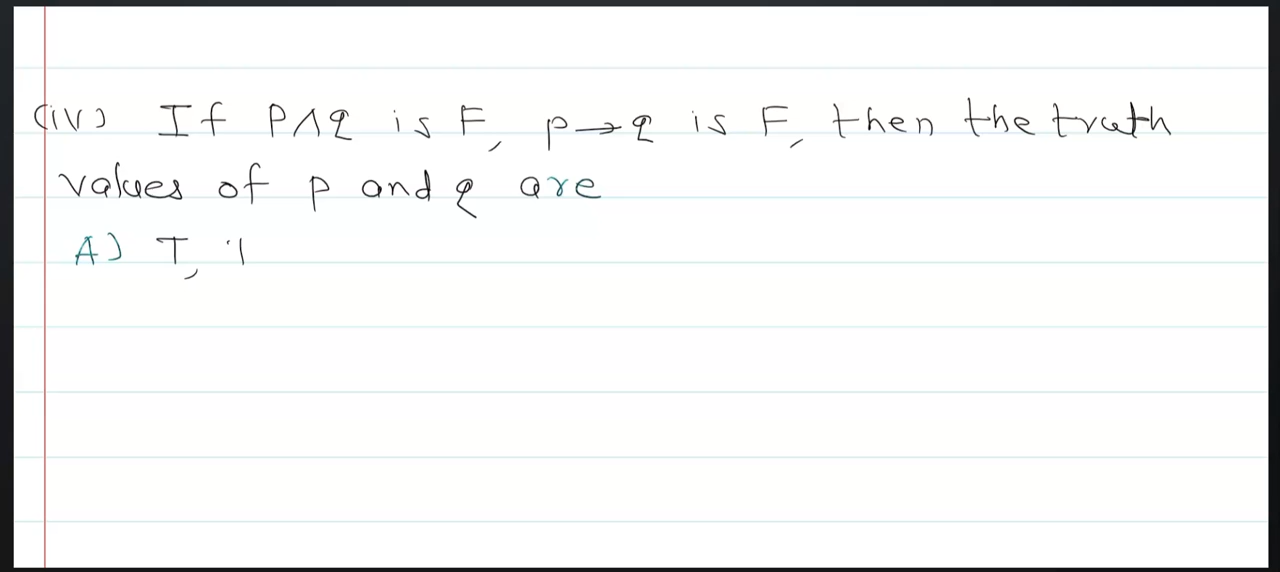 (iv) If P∧q is F, p→q is F, then the truth
values of p and q are
A) T,